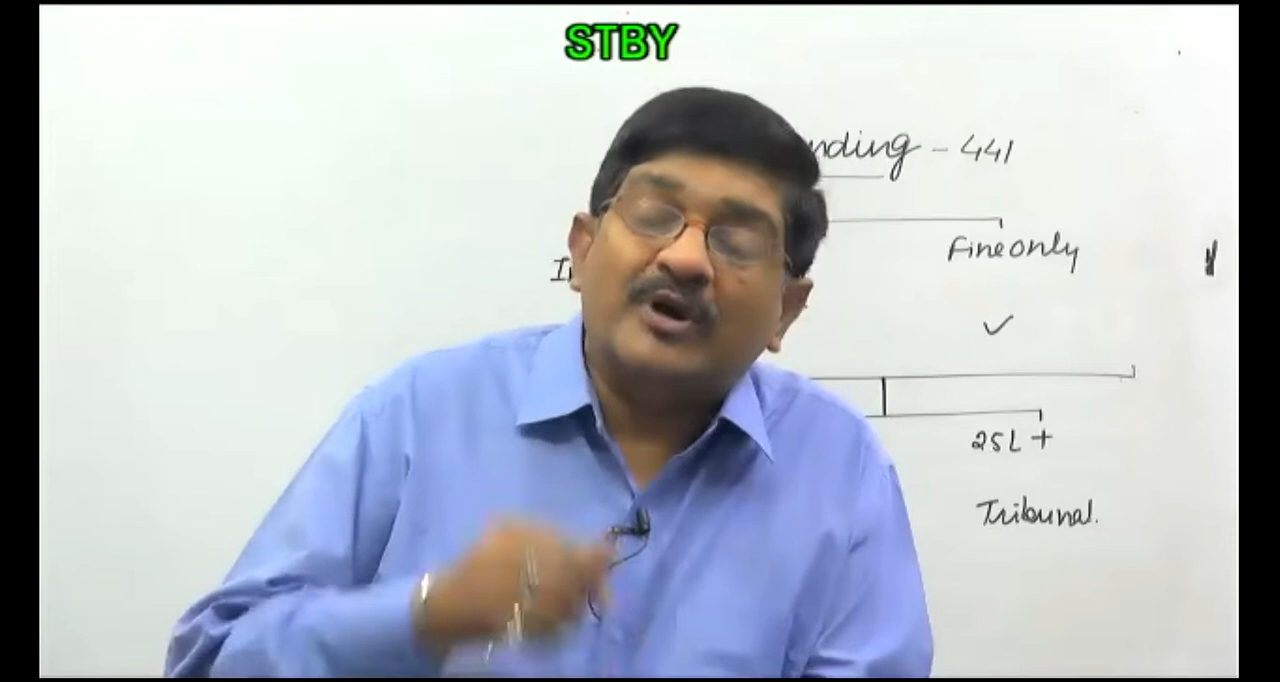 STBY
nding - 441
Fine only
I
25L +
Tribunal.